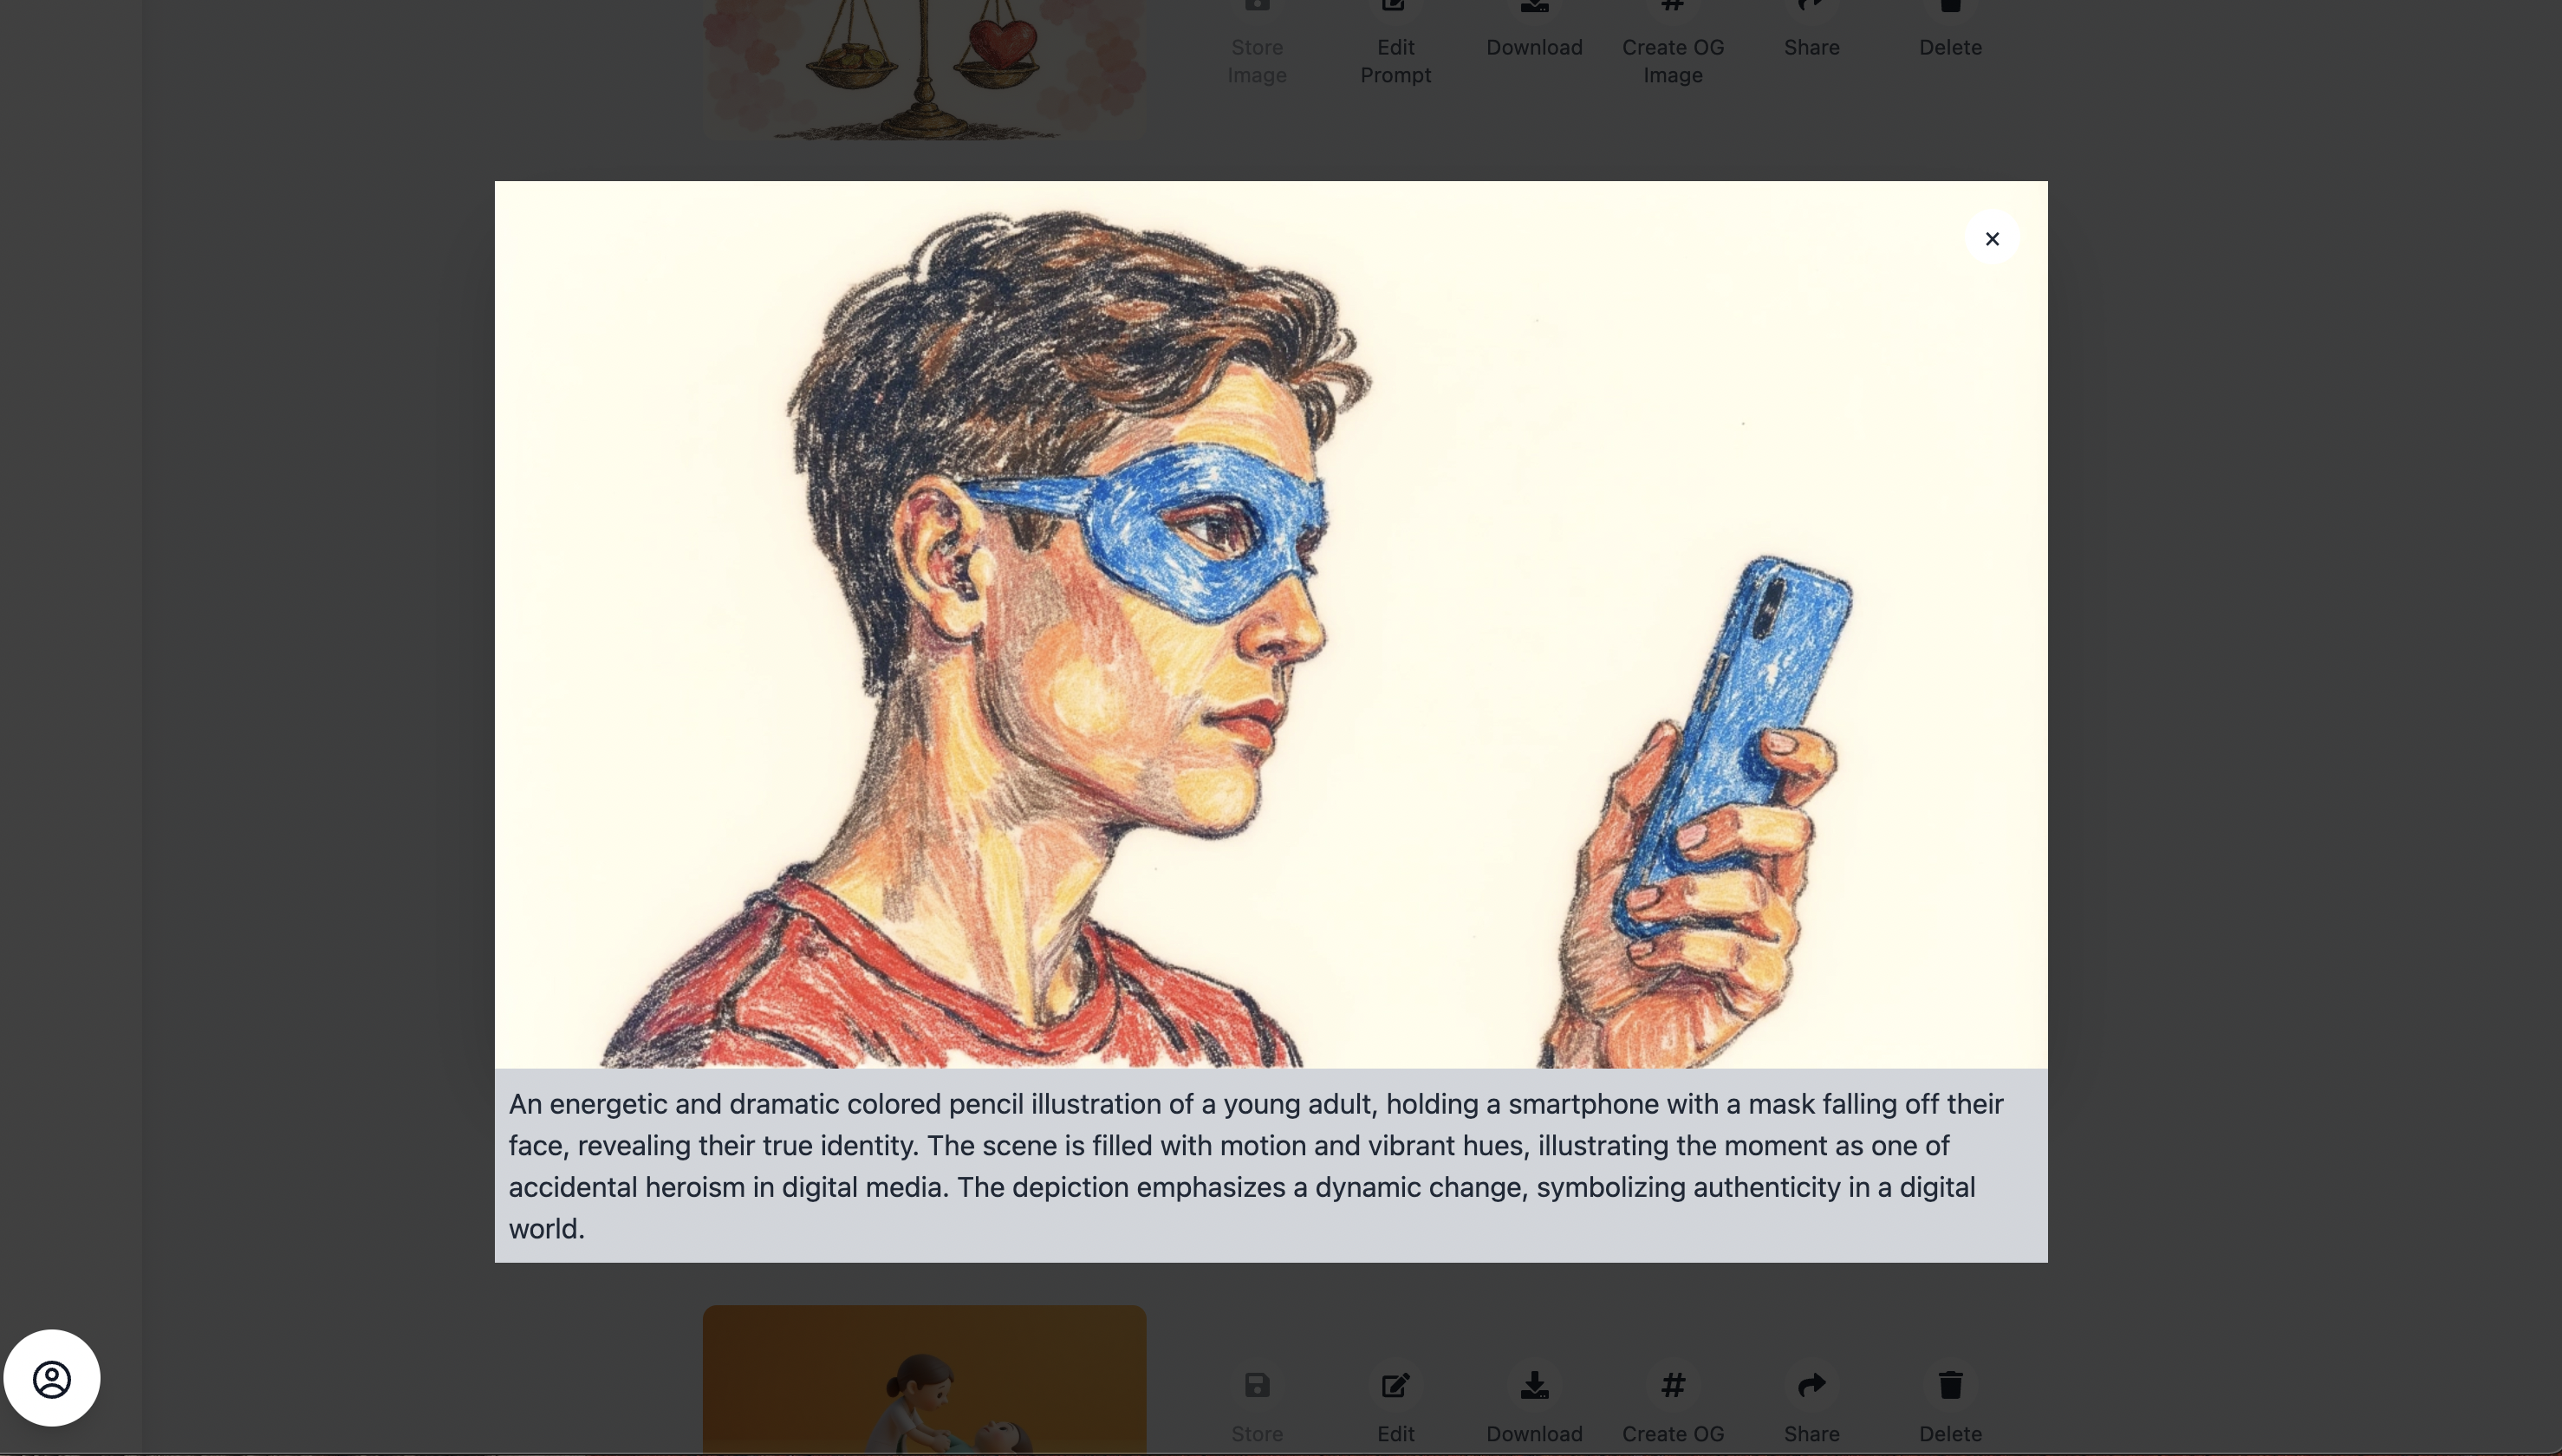 Store
Image
Edit
Prompt
Download
Create OG
Image
Share
Delete
×
An energetic and dramatic colored pencil illustration of a young adult, holding a smartphone with a mask falling off their
face, revealing their true identity. The scene is filled with motion and vibrant hues, illustrating the moment as one of
accidental heroism in digital media. The depiction emphasizes a dynamic change, symbolizing authenticity in a digital
world.
Store
Edit
Download
Create OG
Share
Delete